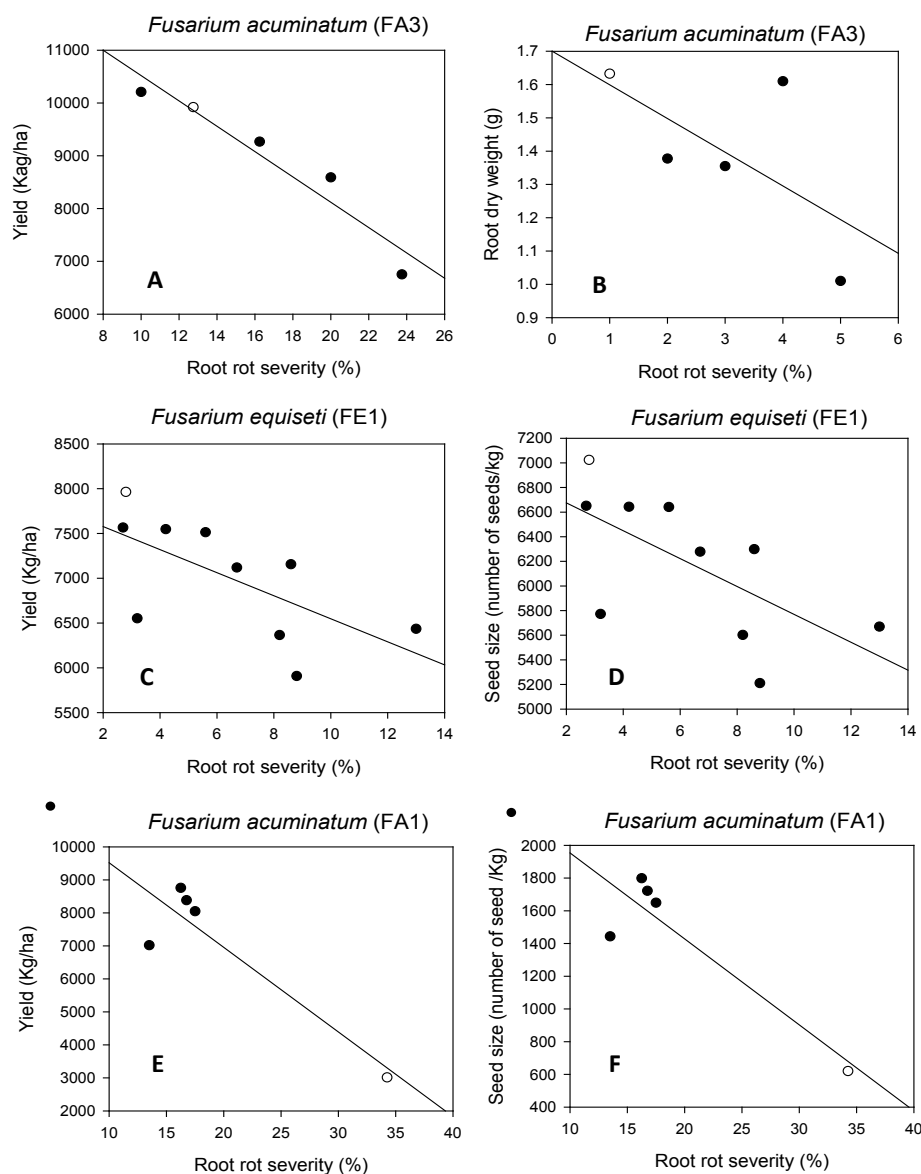 Fusarium acuminatum (FA3)
11000
10000
9000
8000
7000
6000
Yield (Kag/ha)
A
8 10 12 14 16 18 20 22 24 26
Root rot severity (%)
Fusarium acuminatum (FA3)
1.7
1.6
1.5
1.4
1.3
1.2
1.1
1.0
0.9
Root dry weight (g)
B
0 1 2 3 4 5 6
Root rot severity (%)
Fusarium equiseti (FE1)
8500
8000
7500
7000
6500
6000
5500
Yield (Kg/ha)
C
2 4 6 8 10 12 14
Root rot severity (%)
Fusarium equiseti (FE1)
7200
7000
6800
6600
6400
6200
6000
5800
5600
5400
5200
5000
Seed size (number of seeds/kg)
D
2 4 6 8 10 12 14
Root rot severity (%)
Fusarium acuminatum (FA1)
10000
9000
8000
7000
6000
5000
4000
3000
2000
Yield (Kg/ha)
E
10 15 20 25 30 35 40
Root rot severity (%)
Fusarium acuminatum (FA1)
2000
1800
1600
1400
1200
1000
800
600
400
Seed size (number of seed /Kg)
F
10 15 20 25 30 35 40
Root rot severity (%)